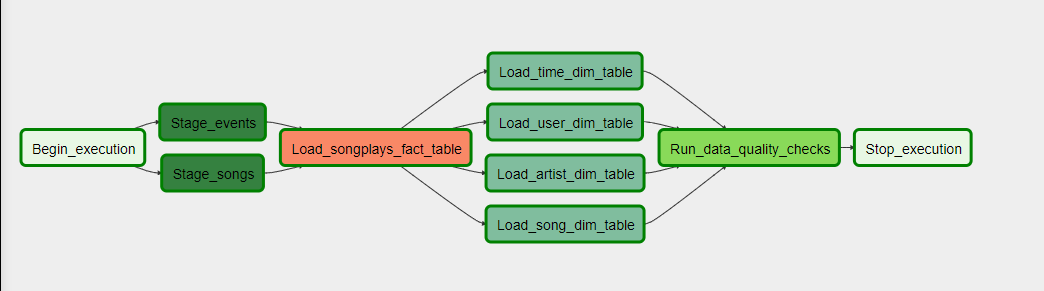 Begin_execution
Stage_events
Stage_songs
Load_songplays_fact_table
Load_time_dim_table
Load_user_dim_table
Load_artist_dim_table
Load_song_dim_table
Run_data_quality_checks
Stop_execution